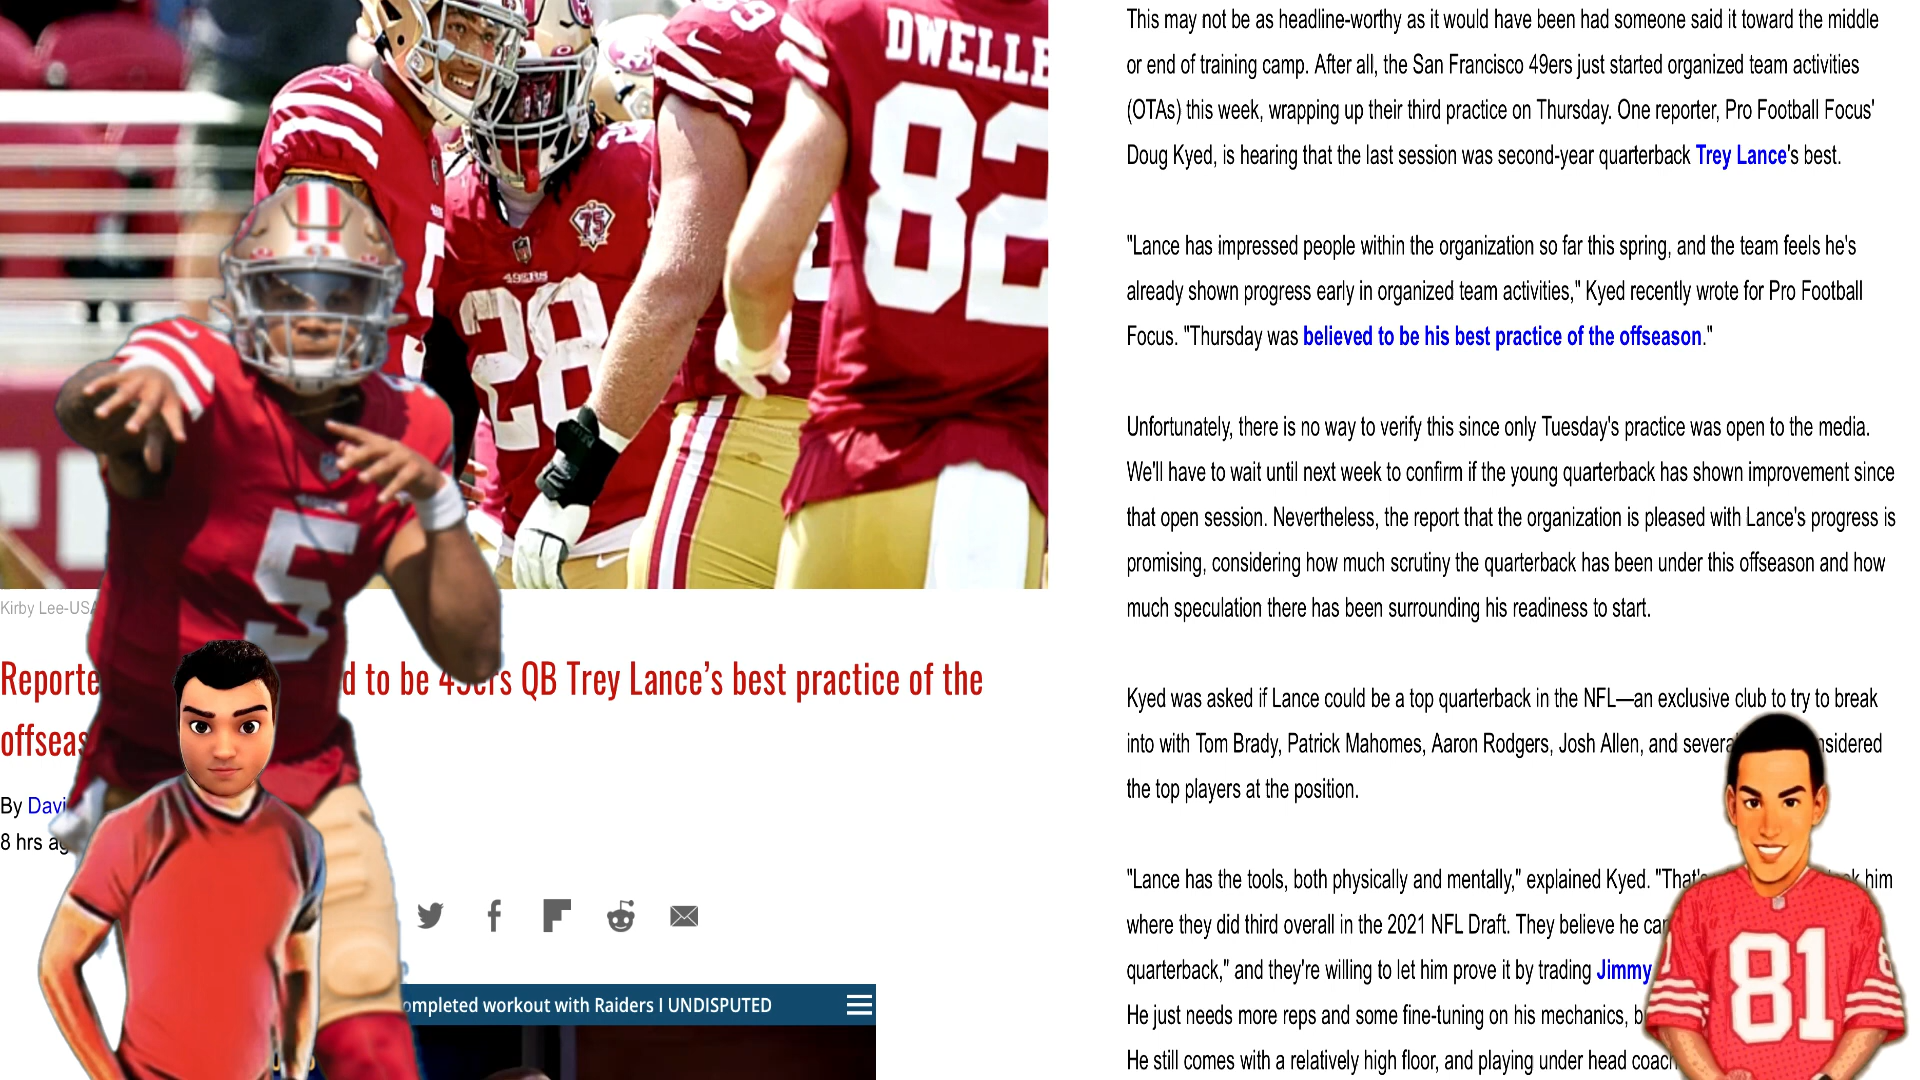 DWELLE
82
75
49ERS
28
5
Kirby Lee-USA
Reporte d to be 49ers QB Trey Lance's best practice of the
offseas
By Davi
8 hrs ag
ompleted workout with Raiders I UNDISPUTED
This may not be as headline-worthy as it would have been had someone said it toward the middle
or end of training camp. After all, the San Francisco 49ers just started organized team activities
(OTAs) this week, wrapping up their third practice on Thursday. One reporter, Pro Football Focus'
Doug Kyed, is hearing that the last session was second-year quarterback Trey Lance's best.
"Lance has impressed people within the organization so far this spring, and the team feels he's
already shown progress early in organized team activities," Kyed recently wrote for Pro Football
Focus. "Thursday was believed to be his best practice of the offseason."
Unfortunately, there is no way to verify this since only Tuesday's practice was open to the media.
We'll have to wait until next week to confirm if the young quarterback has shown improvement since
that open session. Nevertheless, the report that the organization is pleased with Lance's progress is
promising, considering how much scrutiny the quarterback has been under this offseason and how
much speculation there has been surrounding his readiness to start.
Kyed was asked if Lance could be a top quarterback in the NFL—an exclusive club to try to break
into with Tom Brady, Patrick Mahomes, Aaron Rodgers, Josh Allen, and severa nsidered
the top players at the position.
"Lance has the tools, both physically and mentally," explained Kyed. "That's him
where they did third overall in the 2021 NFL Draft. They believe he can
quarterback," and they're willing to let him prove it by trading Jimmy
He just needs more reps and some fine-tuning on his mechanics, b
He still comes with a relatively high floor, and playing under head coach
81